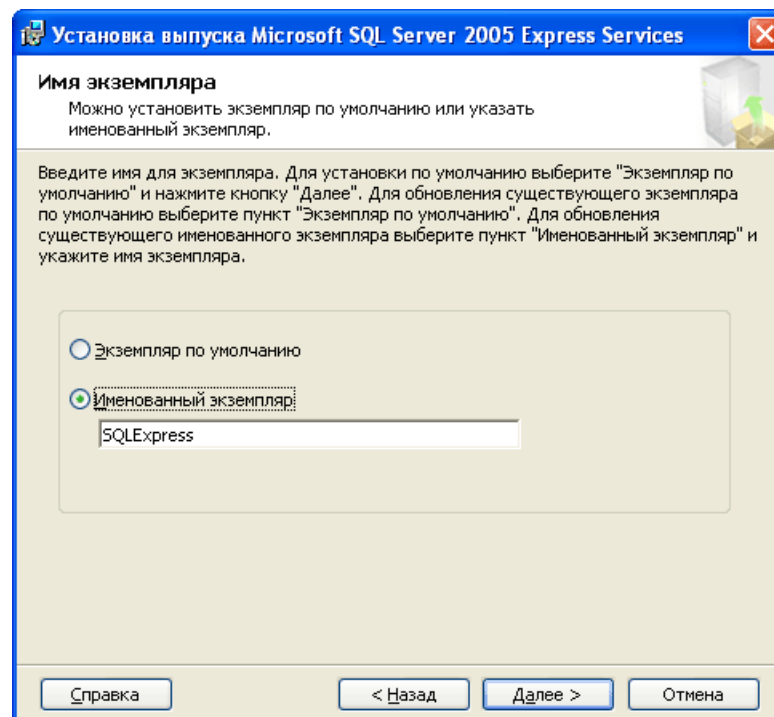 Установка выпуска Microsoft SQL Server 2005 Express Services
Имя экземпляра
Можно установить экземпляр по умолчанию или указать
именованный экземпляр.
Введите имя для экземпляра. Для установки по умолчанию выберите "Экземпляр по
умолчанию" и нажмите кнопку "Далее". Для обновления существующего экземпляра
по умолчанию выберите пункт "Экземпляр по умолчанию". Для обновления
существующего именованного экземпляра выберите пункт "Именованный экземпляр" и
укажите имя экземпляра.
Экземпляр по умолчанию
Именованный экземпляр
SQLExpress
Справка
< Назад
Далее >
Отмена